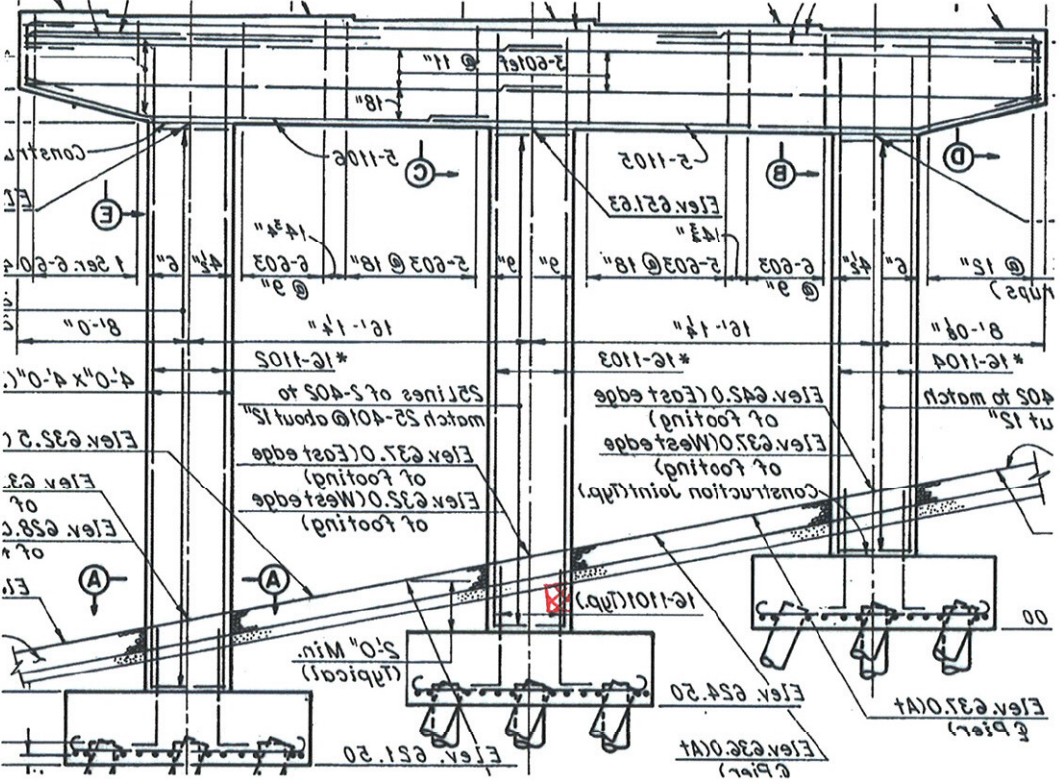 5-601ef @ 11"
18"
Constru
5-1106
C
5-1105
B
D
E
Elev. 651.63
14¾"
14¾"
1 Ser. 6-60
6"
4½"
6-603
@ 9"
5-603 @ 18"
9"
9"
5-603 @ 18"
6-603
@ 9"
4½"
6"
@ 12"
rups)
8'-0"
16'-1¼"
16'-1¼"
8'-0⅛"
*16-1102
*16-1103
*16-1104
4'-0" x 4'-0" (
25 Lines of 2-402 to
match 25-401 @ about 12"
Elev. 642.0 (East edge
of footing)
Elev. 637.0 (West edge
of footing)
Construction Joint (Typ.)
402 to match
ut 12"
Elev. 632.5 (
Elev. 637.0 (East edge
of footing)
Elev. 632.0 (West edge
of footing)
Elev. 63
of
Elev. 628.0
of
A
A
16-1101 (Typ.)
2'-0" Min.
(Typical)
00
Elev. 624.50
Elev. 637.0 (At
℄ Pier)
Elev. 621.50
Elev. 636.0 (At
℄ Pier)